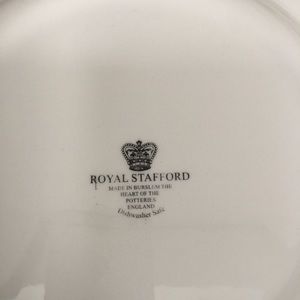 ROYAL STAFFORD
MADE IN BURSLEM THE
HEART OF THE
POTTERIES
ENGLAND
Dishwasher Safe